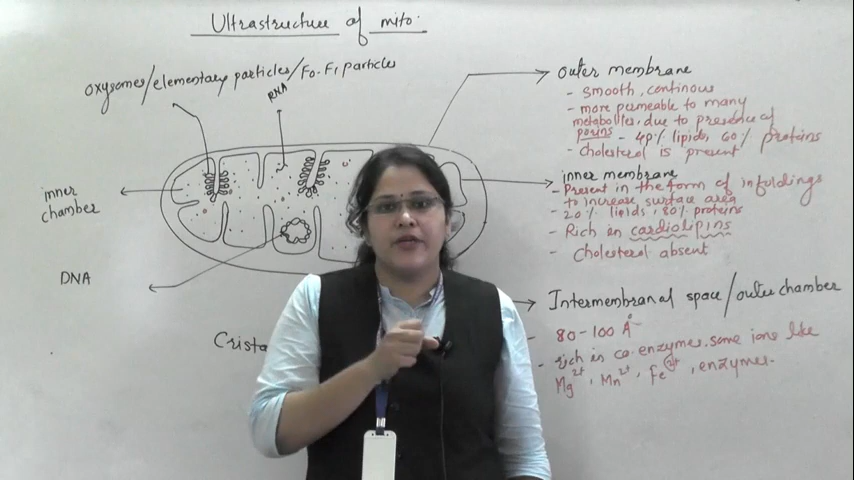 Ultrastructure of mito.
oxysomes/elementary particles/F0-F1 particles
RNA
inner
chamber
DNA
Crista
outer membrane
- smooth, continous
- more permeable to many
metabolites, due to presence of
porins - 40% lipids, 60% proteins
- Cholesterol is present
inner membrane
- Present in the form of infoldings
to increase surface area
- 20% lipids, 80% proteins
- Rich in cardiolipins
- Cholesterol absent
Intermembranal space/outer chamber
- 80-100 Å
- rich in co.enzymes, some ions like
Mg2+, Mn2+, Fe2+, enzymes.